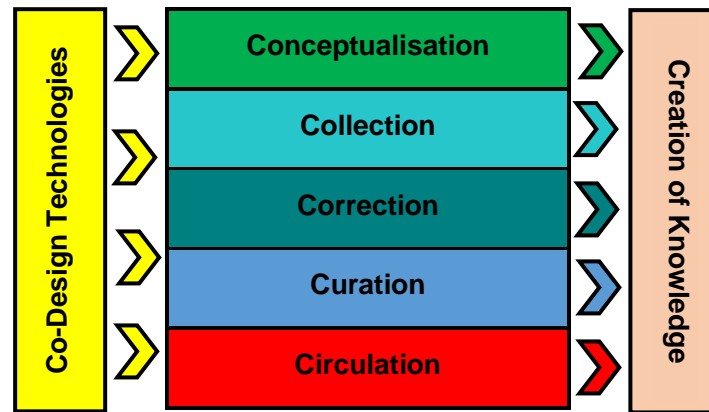 Co-Design Technologies
Conceptualisation
Collection
Correction
Curation
Circulation
Creation of Knowledge